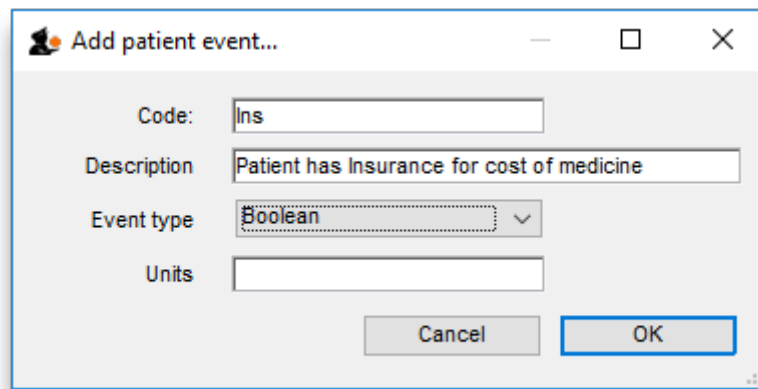 Add patient event...
Code: Ins
Description Patient has Insurance for cost of medicine
Event type Boolean
Units
Cancel OK